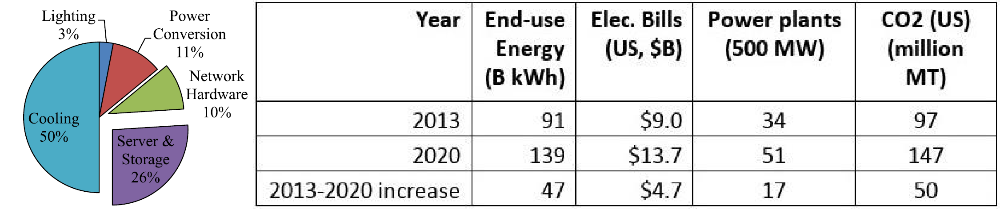 Lighting
3%
Power
Conversion
11%
Network
Hardware
10%
Cooling
50%
Server &
Storage
26%
Year
End-use
Energy
(B kWh)
Elec. Bills
(US, $B)
Power plants
(500 MW)
CO2 (US)
(million
MT)
2013 91 $9.0 34 97
2020 139 $13.7 51 147
2013-2020 increase 47 $4.7 17 50